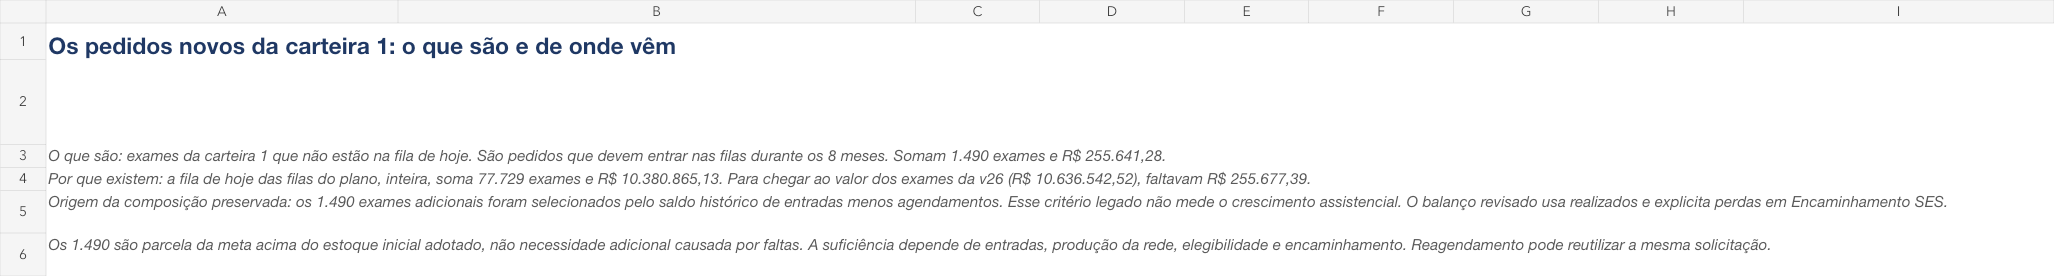 A B C D E F G H I
1 Os pedidos novos da carteira 1: o que são e de onde vêm
2
3 O que são: exames da carteira 1 que não estão na fila de hoje. São pedidos que devem entrar nas filas durante os 8 meses. Somam 1.490 exames e R$ 255.641,28.
4 Por que existem: a fila de hoje das filas do plano, inteira, soma 77.729 exames e R$ 10.380.865,13. Para chegar ao valor dos exames da v26 (R$ 10.636.542,52), faltavam R$ 255.677,39.
5 Origem da composição preservada: os 1.490 exames adicionais foram selecionados pelo saldo histórico de entradas menos agendamentos. Esse critério legado não mede o crescimento assistencial. O balanço revisado usa realizados e explicita perdas em Encaminhamento SES.
6 Os 1.490 são parcela da meta acima do estoque inicial adotado, não necessidade adicional causada por faltas. A suficiência depende de entradas, produção da rede, elegibilidade e encaminhamento. Reagendamento pode reutilizar a mesma solicitação.